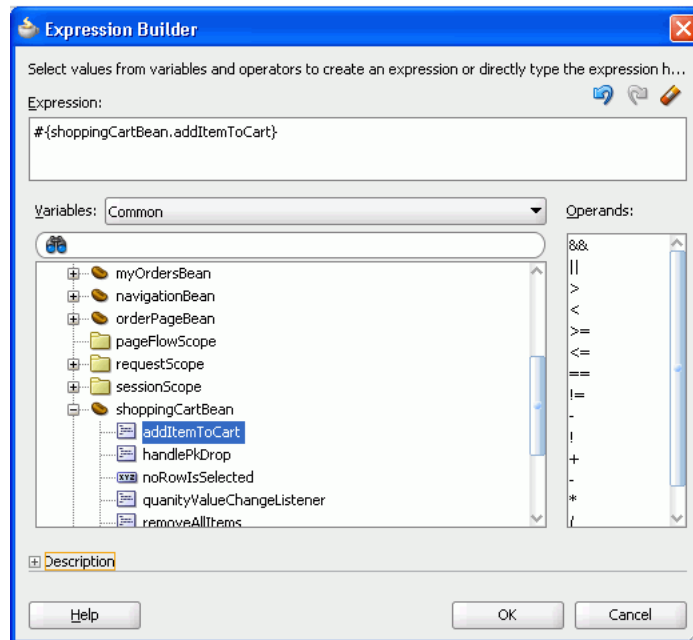 Expression Builder
Select values from variables and operators to create an expression or directly type the expression h...
Expression:
#{shoppingCartBean.addItemToCart}
Variables: Common
Operands:
myOrdersBean
navigationBean
orderPageBean
pageFlowScope
requestScope
sessionScope
shoppingCartBean
addItemToCart
handlePkDrop
xyz noRowIsSelected
quanityValueChangeListener
removeAllItems
&&
||
>
<
>=
<=
==
!=
-
!
+
-
*
/
Description
Help
OK
Cancel